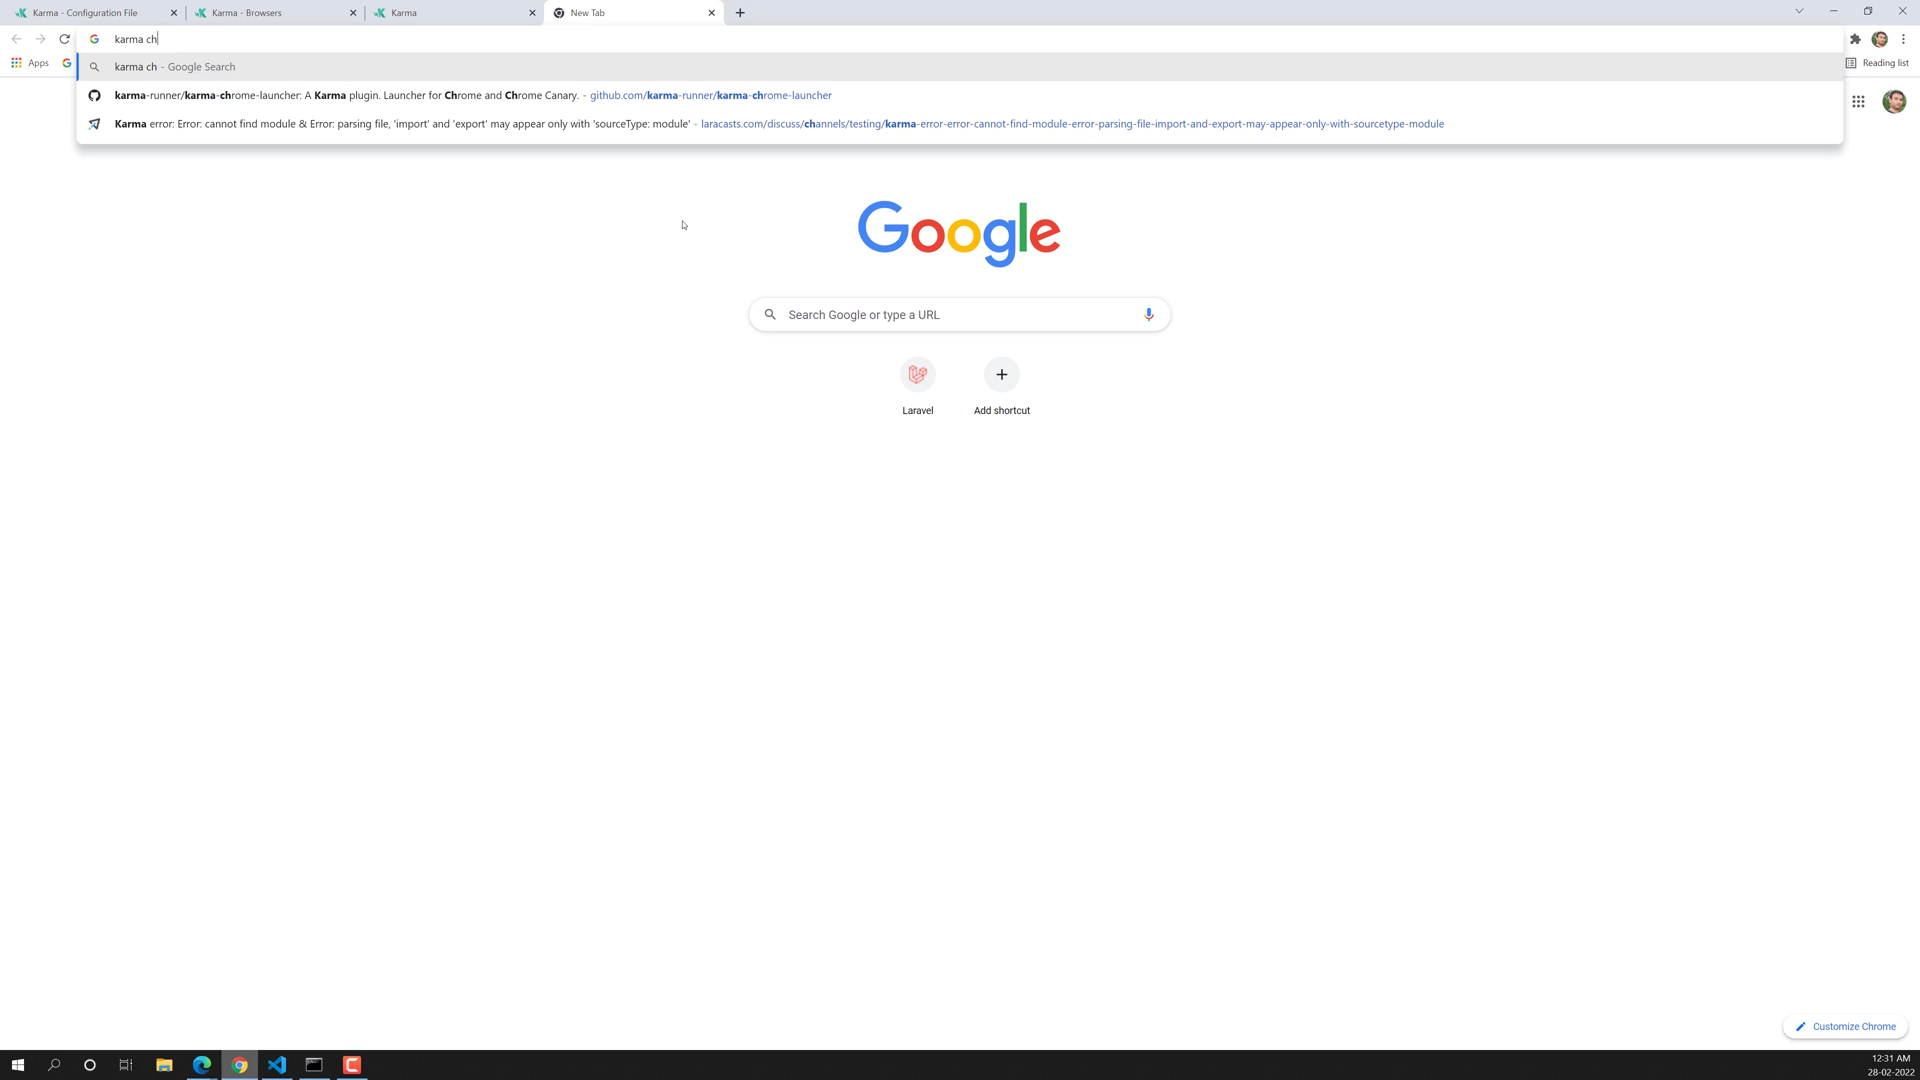 Karma - Configuration File
Karma - Browsers
Karma
New Tab
karma ch
Apps
Reading list
karma ch - Google Search
karma-runner/karma-chrome-launcher: A Karma plugin. Launcher for Chrome and Chrome Canary. - github.com/karma-runner/karma-chrome-launcher
Karma error: Error: cannot find module & Error: parsing file, 'import' and 'export' may appear only with 'sourceType: module' - laracasts.com/discuss/channels/testing/karma-error-error-cannot-find-module-error-parsing-file-import-and-export-may-appear-only-with-sourcetype-module
Google
Search Google or type a URL
Laravel
Add shortcut
Customize Chrome
12:31 AM
28-02-2022